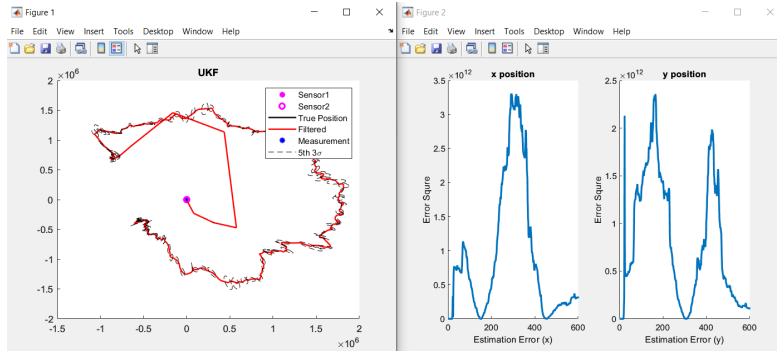 Figure 1
File Edit View Insert Tools Desktop Window Help
UKF
×10^6
2
1.5
1
0.5
0
-0.5
-1
-1.5
-2
-1.5 -1 -0.5 0 0.5 1 1.5 2
×10^6
Sensor1
Sensor2
True Position
Filtered
Measurement
5th 3σ
Figure 2
File Edit View Insert Tools Desktop Window Help
x position
×10^12
3.5
3
2.5
2
1.5
1
0.5
0
0 200 400 600
Error Squre
Estimation Error (x)
y position
×10^12
2.5
2
1.5
1
0.5
0
0 200 400 600
Error Squre
Estimation Error (y)